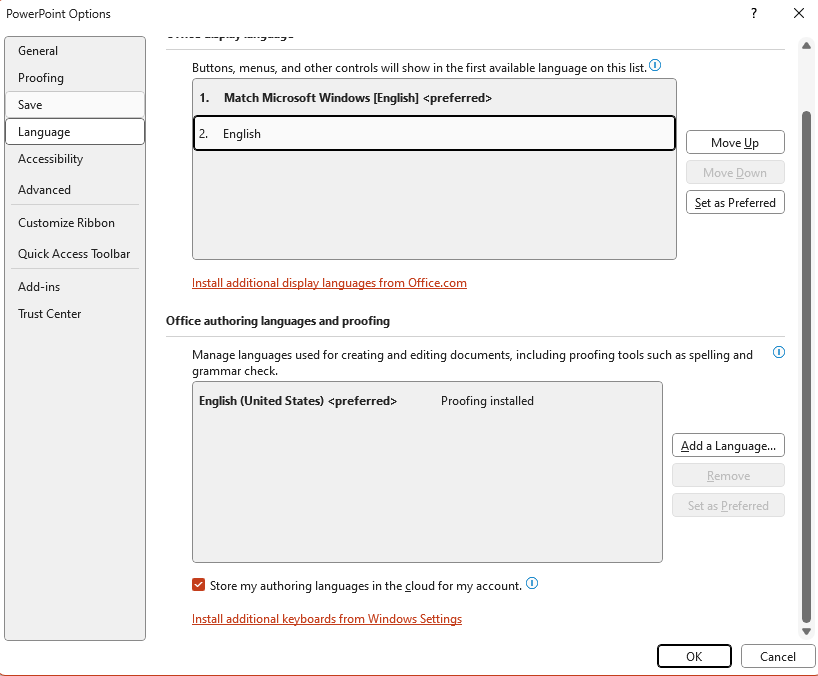 PowerPoint Options
?
General
Proofing
Save
Language
Accessibility
Advanced
Customize Ribbon
Quick Access Toolbar
Add-ins
Trust Center
Office display language
Buttons, menus, and other controls will show in the first available language on this list.
1. Match Microsoft Windows [English] <preferred>
2. English
Move Up
Move Down
Set as Preferred
Install additional display languages from Office.com
Office authoring languages and proofing
Manage languages used for creating and editing documents, including proofing tools such as spelling and
grammar check.
English (United States) <preferred> Proofing installed
Add a Language...
Remove
Set as Preferred
Store my authoring languages in the cloud for my account.
Install additional keyboards from Windows Settings
OK
Cancel